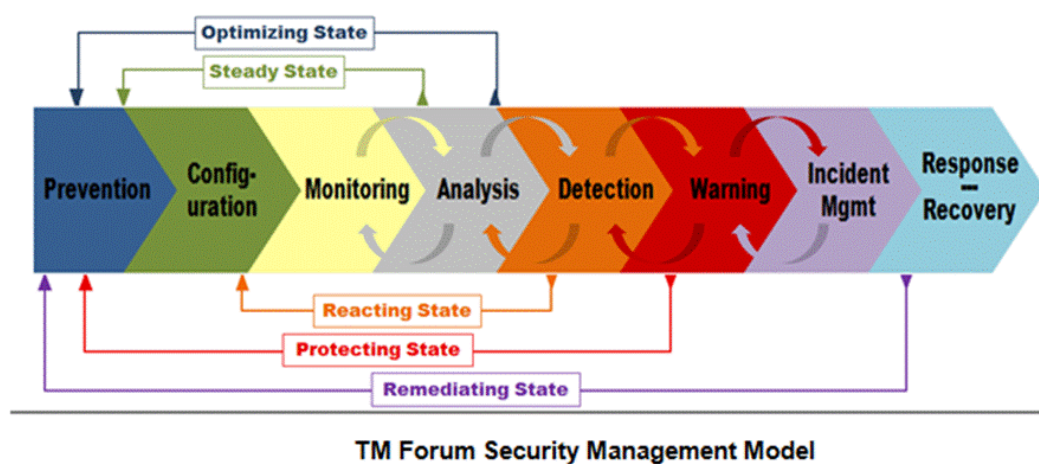 Optimizing State
Steady State
Prevention
Config-
uration
Monitoring
Analysis
Detection
Warning
Incident
Mgmt
Response
---
Recovery
Reacting State
Protecting State
Remediating State
TM Forum Security Management Model